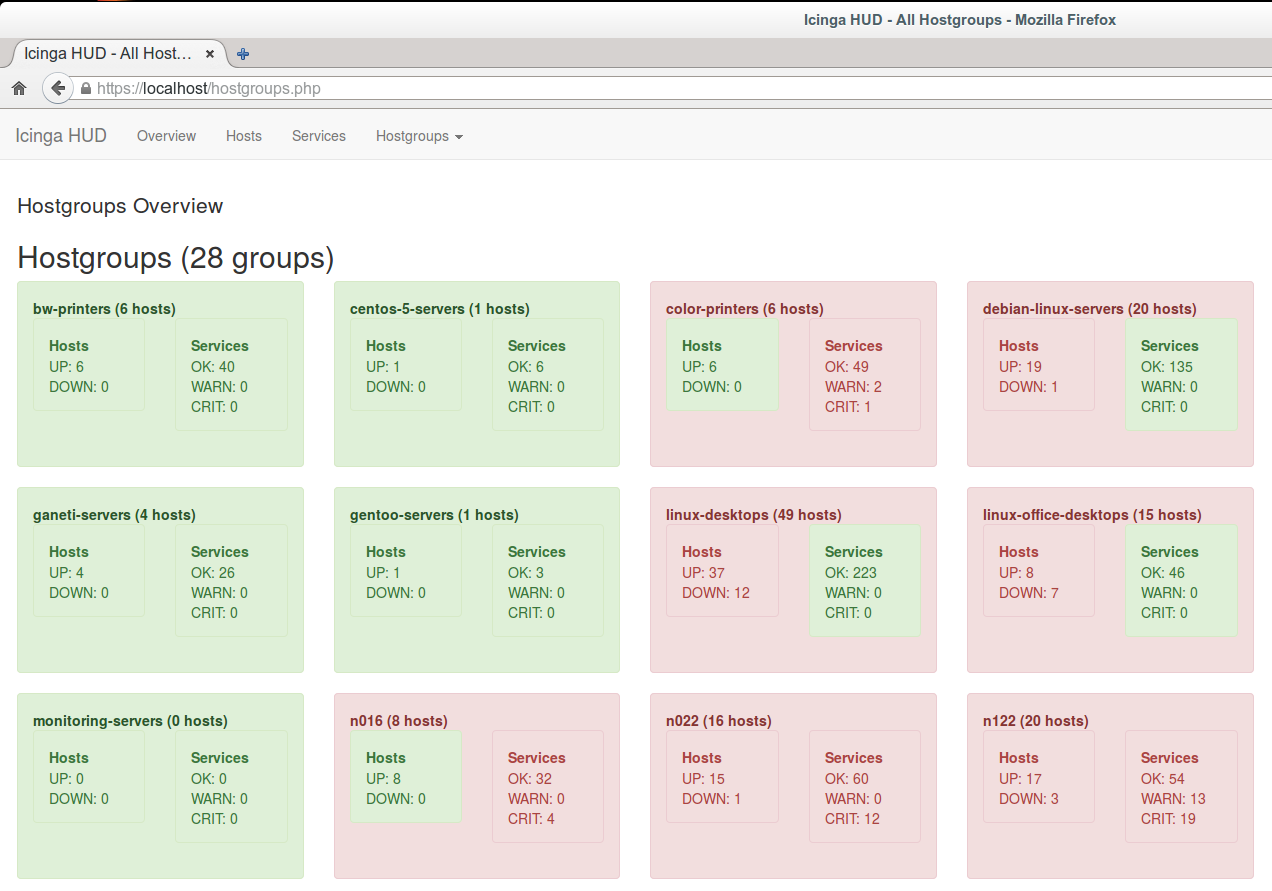 Icinga HUD - All Hostgroups - Mozilla Firefox
Icinga HUD - All Host...
https://localhost/hostgroups.php
Icinga HUD Overview Hosts Services Hostgroups
Hostgroups Overview
Hostgroups (28 groups)
bw-printers (6 hosts)
Hosts
UP: 6
DOWN: 0
Services
OK: 40
WARN: 0
CRIT: 0
centos-5-servers (1 hosts)
Hosts
UP: 1
DOWN: 0
Services
OK: 6
WARN: 0
CRIT: 0
color-printers (6 hosts)
Hosts
UP: 6
DOWN: 0
Services
OK: 49
WARN: 2
CRIT: 1
debian-linux-servers (20 hosts)
Hosts
UP: 19
DOWN: 1
Services
OK: 135
WARN: 0
CRIT: 0
ganeti-servers (4 hosts)
Hosts
UP: 4
DOWN: 0
Services
OK: 26
WARN: 0
CRIT: 0
gentoo-servers (1 hosts)
Hosts
UP: 1
DOWN: 0
Services
OK: 3
WARN: 0
CRIT: 0
linux-desktops (49 hosts)
Hosts
UP: 37
DOWN: 12
Services
OK: 223
WARN: 0
CRIT: 0
linux-office-desktops (15 hosts)
Hosts
UP: 8
DOWN: 7
Services
OK: 46
WARN: 0
CRIT: 0
monitoring-servers (0 hosts)
Hosts
UP: 0
DOWN: 0
Services
OK: 0
WARN: 0
CRIT: 0
n016 (8 hosts)
Hosts
UP: 8
DOWN: 0
Services
OK: 32
WARN: 0
CRIT: 4
n022 (16 hosts)
Hosts
UP: 15
DOWN: 1
Services
OK: 60
WARN: 0
CRIT: 12
n122 (20 hosts)
Hosts
UP: 17
DOWN: 3
Services
OK: 54
WARN: 13
CRIT: 19